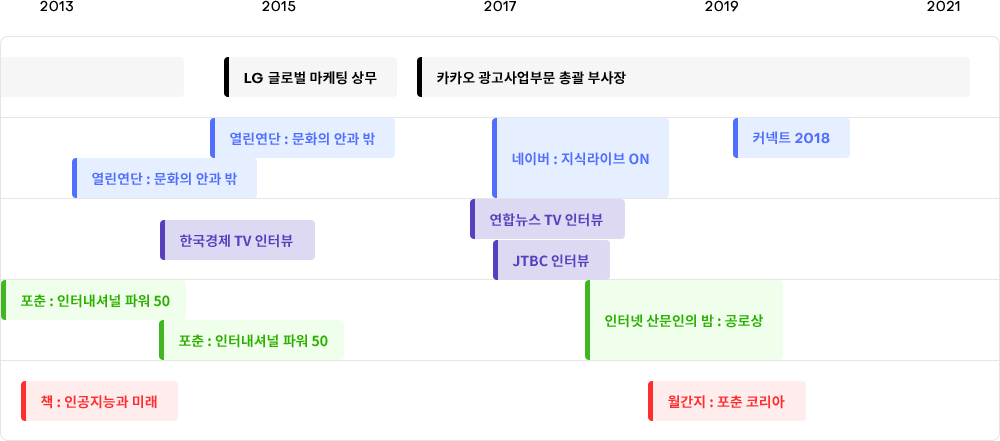 2013 2015 2017 2019 2021
LG 글로벌 마케팅 상무
카카오 광고사업부문 총괄 부사장
열린연단 : 문화의 안과 밖
열린연단 : 문화의 안과 밖
네이버 : 지식라이브 ON
커넥트 2018
한국경제 TV 인터뷰
연합뉴스 TV 인터뷰
JTBC 인터뷰
포춘 : 인터내셔널 파워 50
포춘 : 인터내셔널 파워 50
인터넷 산문인의 밤 : 공로상
책 : 인공지능과 미래
월간지 : 포춘 코리아